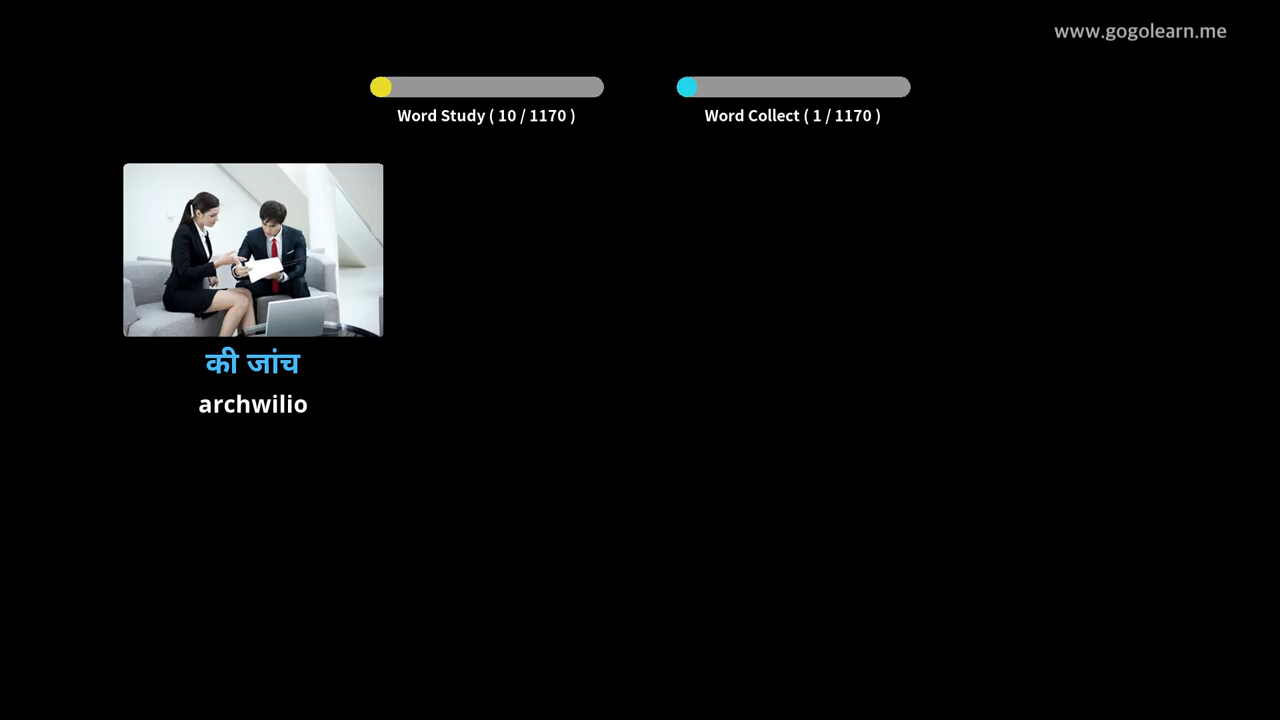 www.gogolearn.me
Word Study ( 10 / 1170 )
Word Collect ( 1 / 1170 )
की जांच
archwilio